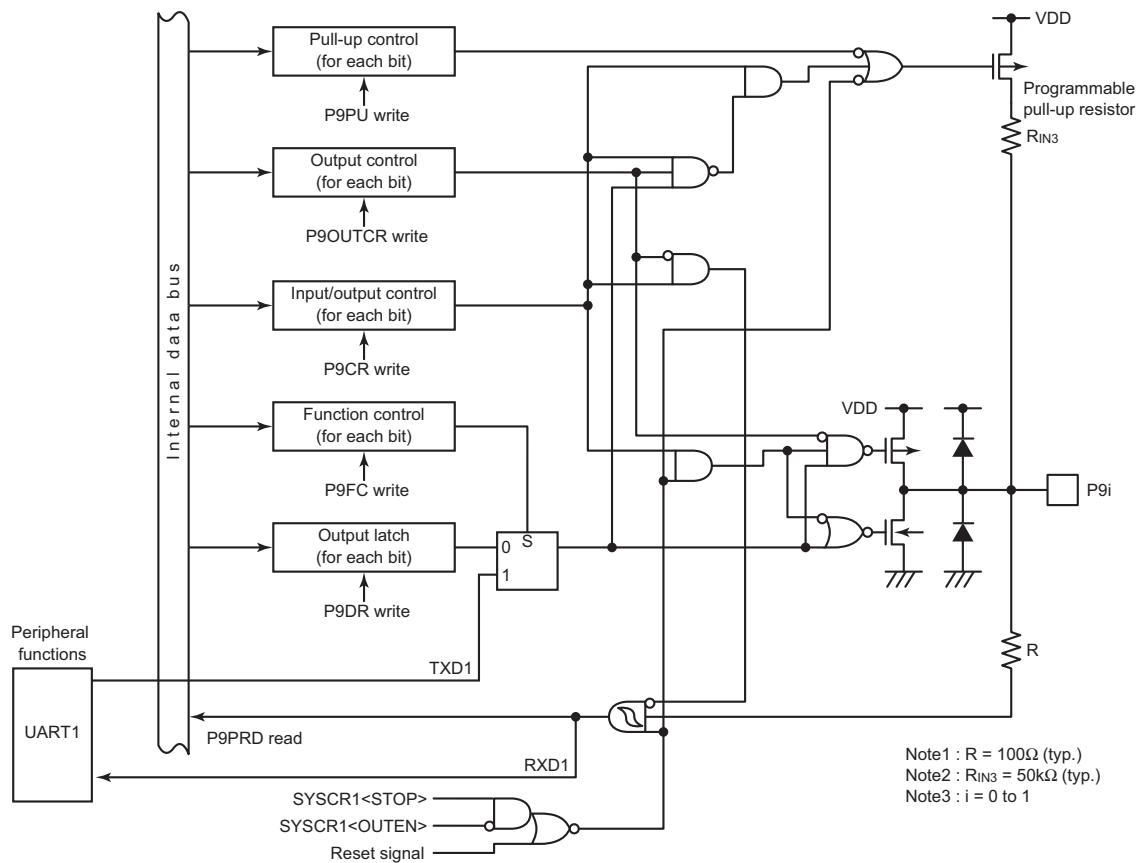 Pull-up control
(for each bit)
P9PU write
Output control
(for each bit)
P9OUTCR write
Input/output control
(for each bit)
P9CR write
Function control
(for each bit)
P9FC write
Output latch
(for each bit)
P9DR write
Internal data bus
S
0
1
VDD
Programmable
pull-up resistor
RIN3
VDD
P9i
R
Peripheral
functions
UART1
TXD1
P9PRD read
RXD1
SYSCR1<STOP>
SYSCR1<OUTEN>
Reset signal
Note1 : R = 100Ω (typ.)
Note2 : RIN3 = 50kΩ (typ.)
Note3 : i = 0 to 1